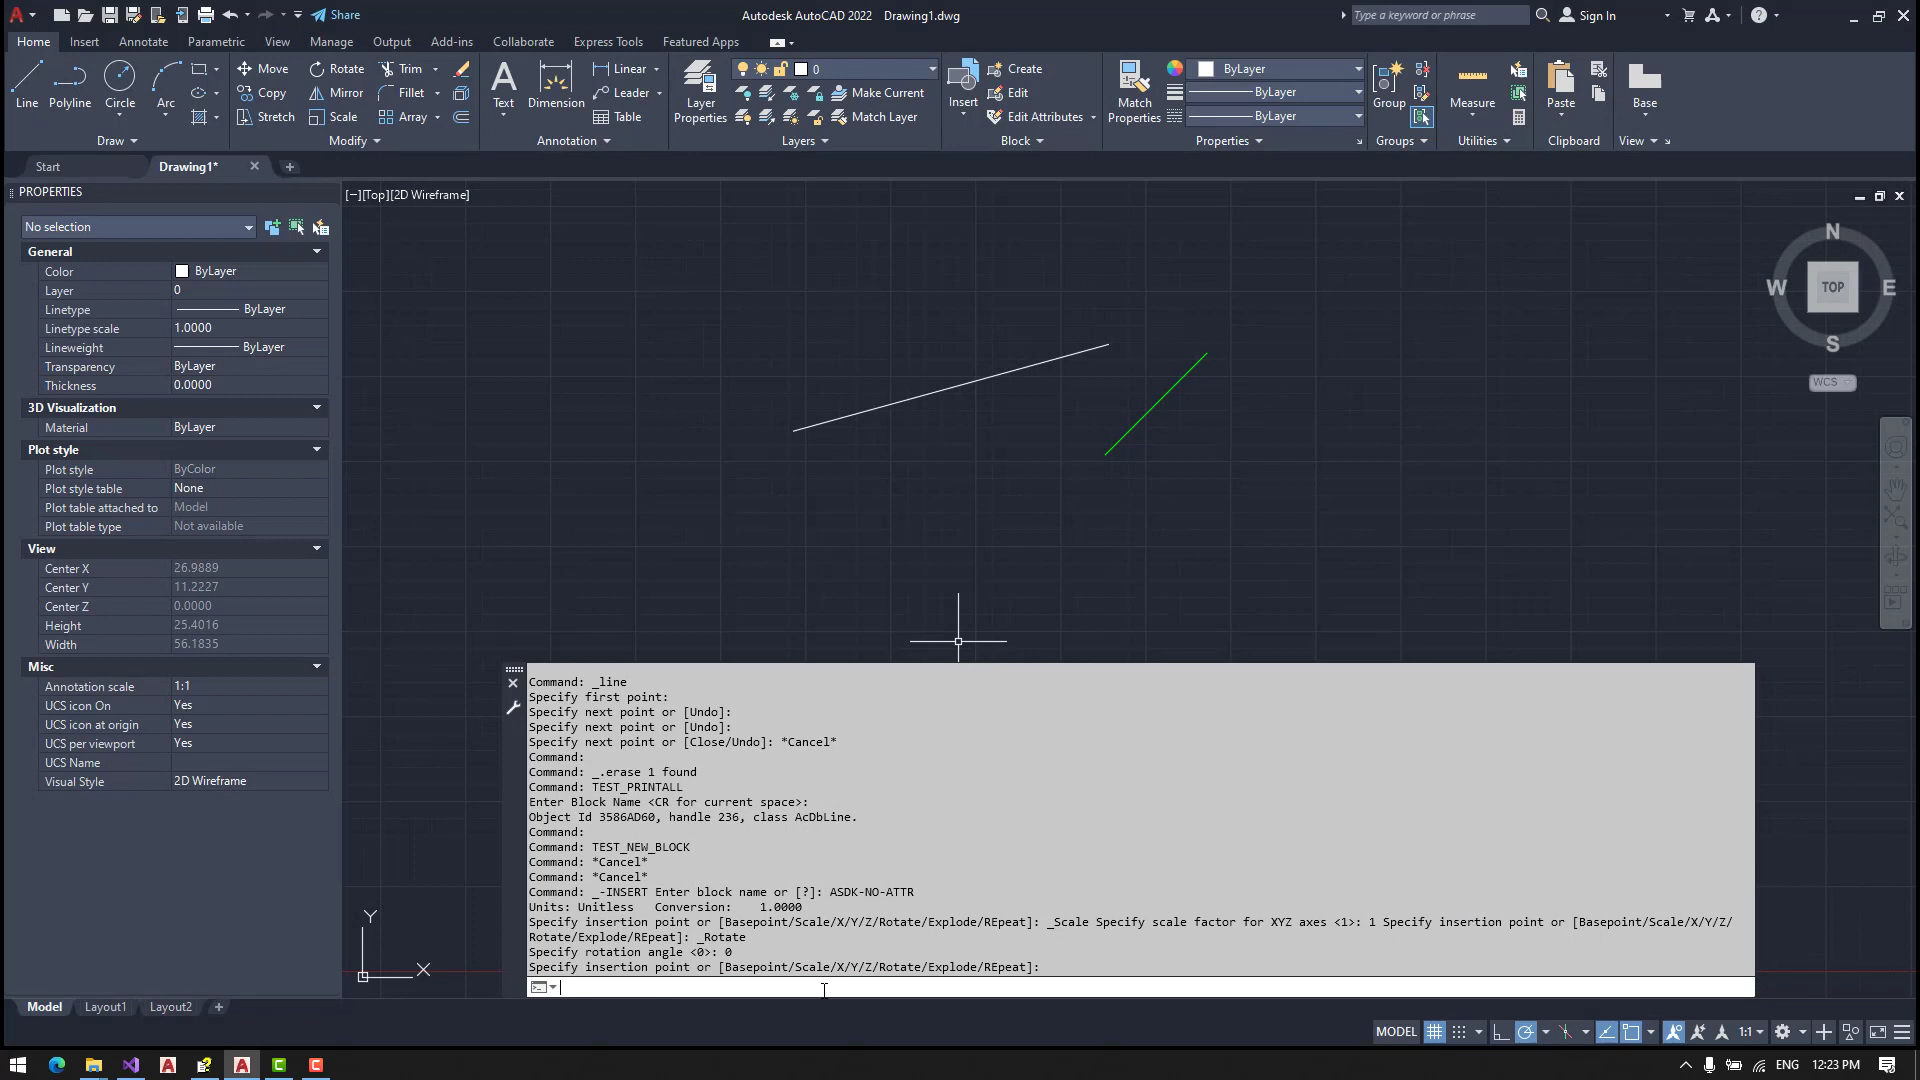 Share
Autodesk AutoCAD 2022 Drawing1.dwg
Type a keyword or phrase
Sign In
Home Insert Annotate Parametric View Manage Output Add-ins Collaborate Express Tools Featured Apps
Line Polyline Circle Arc
Draw
Move Rotate Trim
Copy Mirror Fillet
Stretch Scale Array
Modify
Text Dimension
Linear
Leader
Table
Annotation
Layer Properties
0
Make Current
Match Layer
Layers
Insert
Create
Edit
Edit Attributes
Block
Match Properties
ByLayer
ByLayer
ByLayer
Properties
Group
Groups
Measure
Utilities
Paste
Clipboard
Base
View
Start Drawing1*
PROPERTIES
No selection
General
Color ByLayer
Layer 0
Linetype ByLayer
Linetype scale 1.0000
Lineweight ByLayer
Transparency ByLayer
Thickness 0.0000
3D Visualization
Material ByLayer
Plot style
Plot style ByColor
Plot style table None
Plot table attached to Model
Plot table type Not available
View
Center X 26.9889
Center Y 11.2227
Center Z 0.0000
Height 25.4016
Width 56.1835
Misc
Annotation scale 1:1
UCS icon On Yes
UCS icon at origin Yes
UCS per viewport Yes
UCS Name
Visual Style 2D Wireframe
[−][Top][2D Wireframe]
N
W TOP E
S
WCS
Y
X
Command: _line
Specify first point:
Specify next point or [Undo]:
Specify next point or [Undo]:
Specify next point or [Close/Undo]: *Cancel*
Command:
Command: _.erase 1 found
Command: TEST_PRINTALL
Enter Block Name <CR for current space>:
Object Id 3586AD60, handle 236, class AcDbLine.
Command:
Command: TEST_NEW_BLOCK
Command: *Cancel*
Command: *Cancel*
Command: _-INSERT Enter block name or [?]: ASDK-NO-ATTR
Units: Unitless Conversion: 1.0000
Specify insertion point or [Basepoint/Scale/X/Y/Z/Rotate/Explode/REpeat]: _Scale Specify scale factor for XYZ axes <1>: 1 Specify insertion point or [Basepoint/Scale/X/Y/Z/
Rotate/Explode/REpeat]: _Rotate
Specify rotation angle <0>: 0
Specify insertion point or [Basepoint/Scale/X/Y/Z/Rotate/Explode/REpeat]:
Model Layout1 Layout2
MODEL 1:1
ENG 12:23 PM